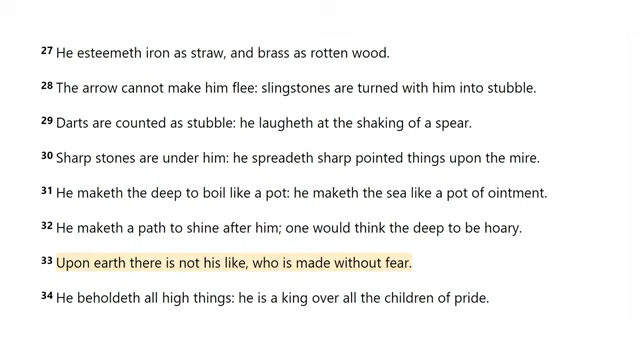 27 He esteemeth iron as straw, and brass as rotten wood.
28 The arrow cannot make him flee: slingstones are turned with him into stubble.
29 Darts are counted as stubble: he laugheth at the shaking of a spear.
30 Sharp stones are under him: he spreadeth sharp pointed things upon the mire.
31 He maketh the deep to boil like a pot: he maketh the sea like a pot of ointment.
32 He maketh a path to shine after him; one would think the deep to be hoary.
33 Upon earth there is not his like, who is made without fear.
34 He beholdeth all high things: he is a king over all the children of pride.